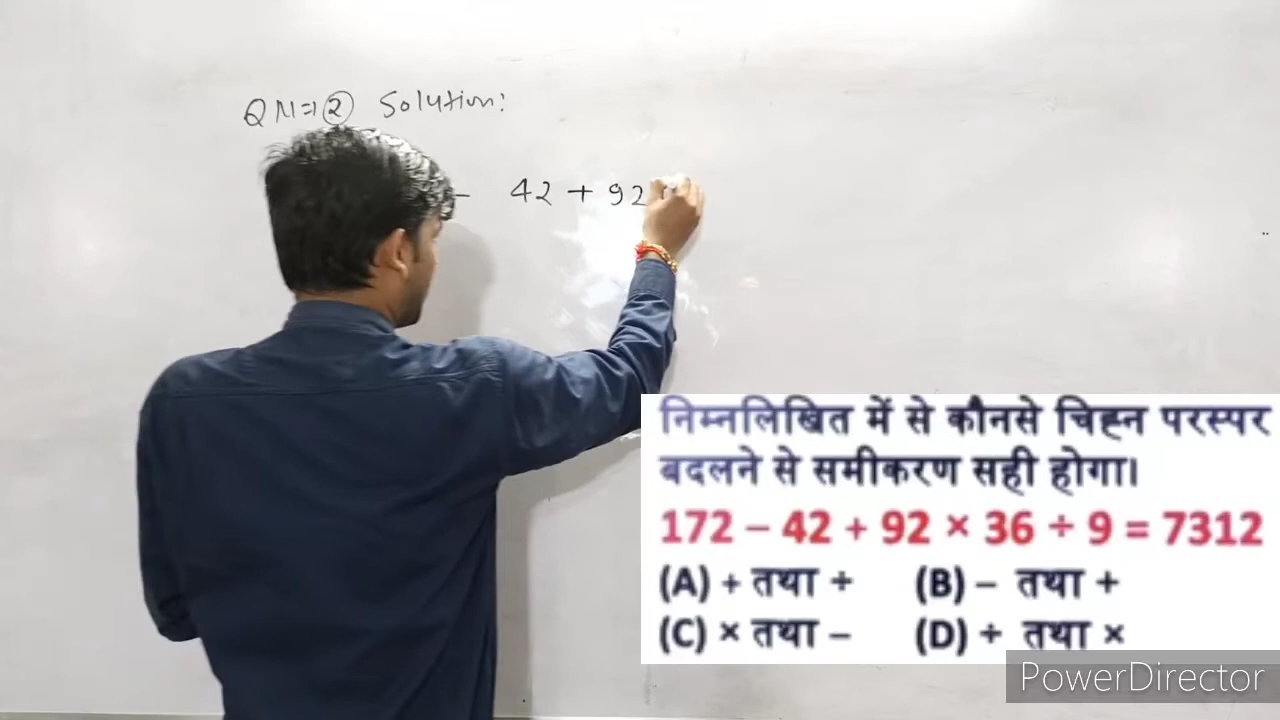 Q N=② Solution:
- 42 + 92
निम्नलिखित में से कौनसे चिह्न परस्पर
बदलने से समीकरण सही होगा।
172 – 42 + 92 × 36 ÷ 9 = 7312
(A) + तथा ÷ (B) – तथा +
(C) × तथा – (D) ÷ तथा ×
PowerDirector